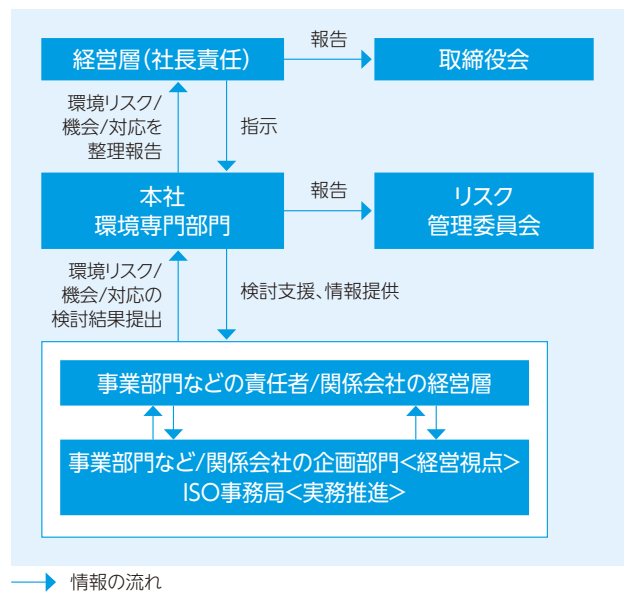 経営層(社長責任)
報告
取締役会
環境リスク/
機会/対応を
整理報告
指示
本社
環境専門部門
報告
リスク
管理委員会
環境リスク/
機会/対応の
検討結果提出
検討支援、情報提供
事業部門などの責任者/関係会社の経営層
事業部門など/関係会社の企画部門<経営視点>
ISO事務局<実務推進>
情報の流れ